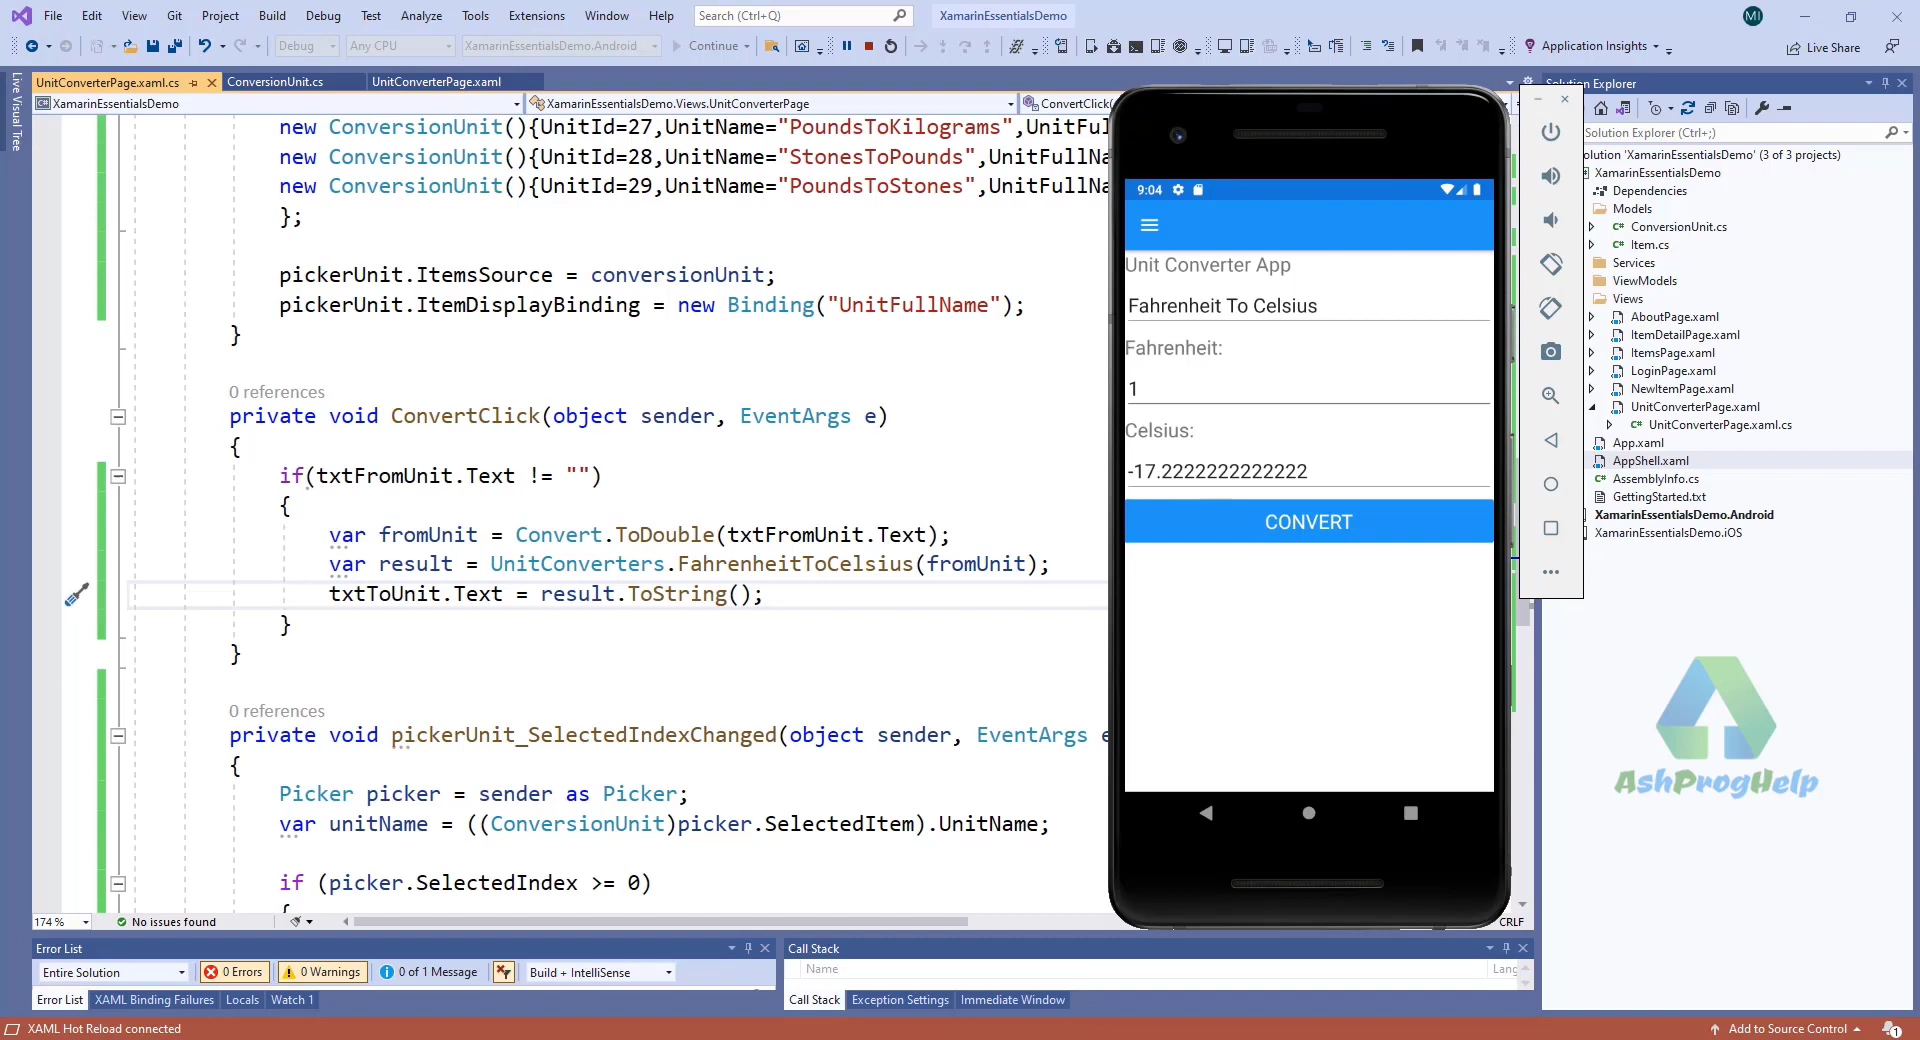 File Edit View Git Project Build Debug Test Analyze Tools Extensions Window Help Search (Ctrl+Q) XamarinEssentialsDemo MI
Debug Any CPU XamarinEssentialsDemo.Android Continue Application Insights Live Share
Live Visual Tree
UnitConverterPage.xaml.cs ConversionUnit.cs UnitConverterPage.xaml
XamarinEssentialsDemo XamarinEssentialsDemo.Views.UnitConverterPage ConvertClick(
new ConversionUnit(){UnitId=27,UnitName="PoundsToKilograms",UnitFul
new ConversionUnit(){UnitId=28,UnitName="StonesToPounds",UnitFullNa
new ConversionUnit(){UnitId=29,UnitName="PoundsToStones",UnitFullNa
};
pickerUnit.ItemsSource = conversionUnit;
pickerUnit.ItemDisplayBinding = new Binding("UnitFullName");
}
0 references
private void ConvertClick(object sender, EventArgs e)
{
if(txtFromUnit.Text != "")
{
var fromUnit = Convert.ToDouble(txtFromUnit.Text);
var result = UnitConverters.FahrenheitToCelsius(fromUnit);
txtToUnit.Text = result.ToString();
}
}
0 references
private void pickerUnit_SelectedIndexChanged(object sender, EventArgs e
{
Picker picker = sender as Picker;
var unitName = ((ConversionUnit)picker.SelectedItem).UnitName;
if (picker.SelectedIndex >= 0)
{
174 % No issues found CRLF
9:04
Unit Converter App
Fahrenheit To Celsius
Fahrenheit:
1
Celsius:
-17.2222222222222
CONVERT
Solution Explorer
Solution Explorer (Ctrl+;)
olution 'XamarinEssentialsDemo' (3 of 3 projects)
XamarinEssentialsDemo
Dependencies
Models
C# ConversionUnit.cs
C# Item.cs
Services
ViewModels
Views
AboutPage.xaml
ItemDetailPage.xaml
ItemsPage.xaml
LoginPage.xaml
NewItemPage.xaml
UnitConverterPage.xaml
C# UnitConverterPage.xaml.cs
App.xaml
AppShell.xaml
C# AssemblyInfo.cs
GettingStarted.txt
XamarinEssentialsDemo.Android
XamarinEssentialsDemo.iOS
AshProgHelp
Error List
Entire Solution 0 Errors 0 Warnings 0 of 1 Message Build + IntelliSense
Error List XAML Binding Failures Locals Watch 1
Call Stack
Name Lang
Call Stack Exception Settings Immediate Window
XAML Hot Reload connected Add to Source Control 1